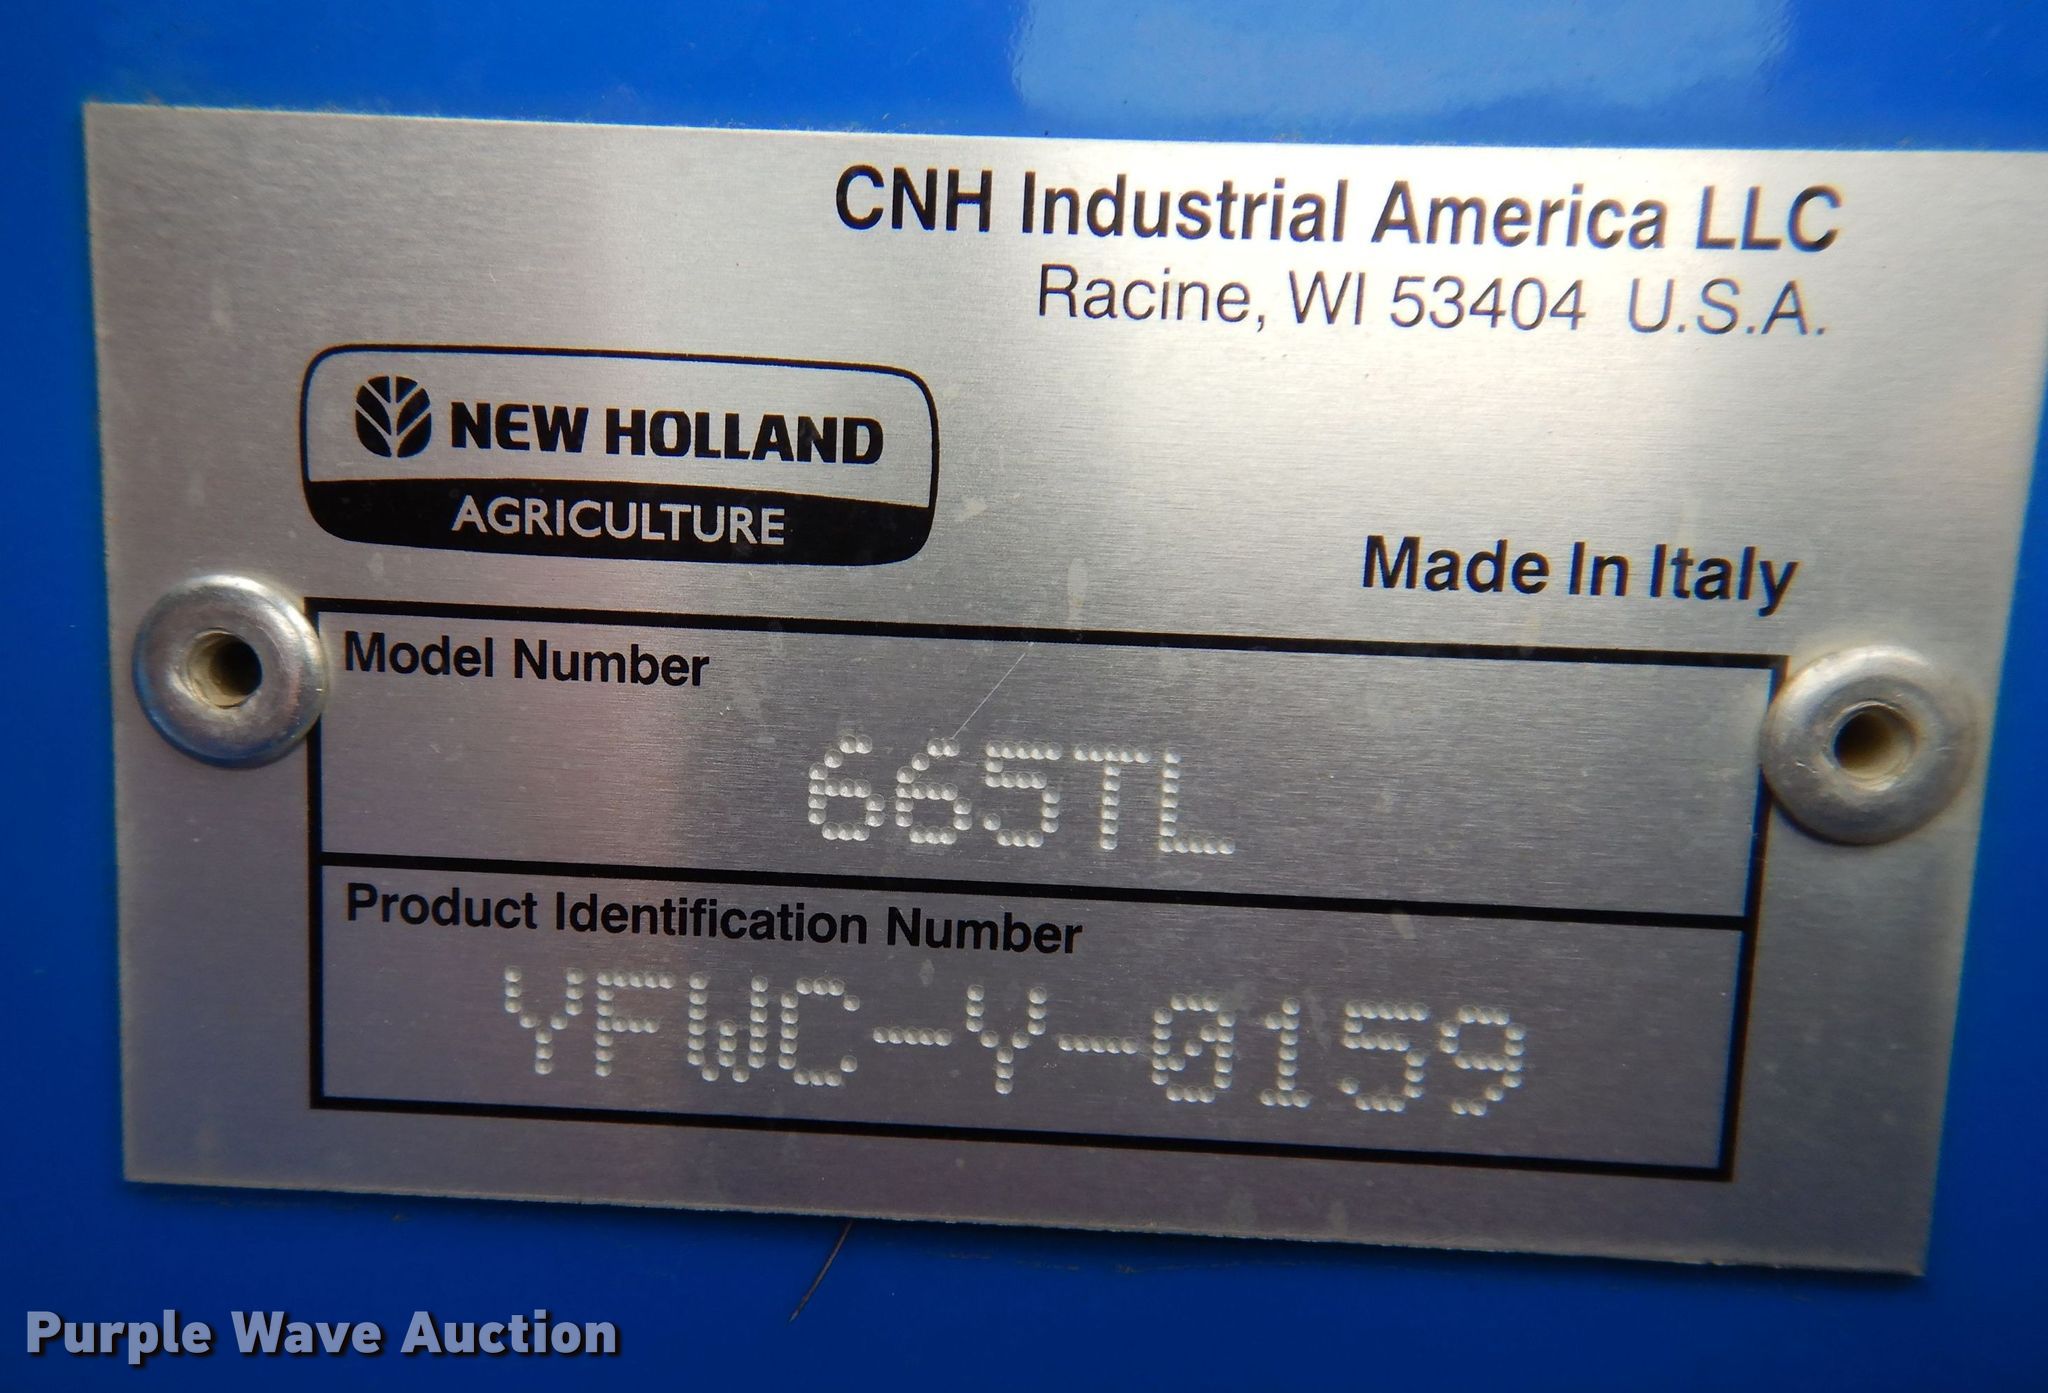 CNH Industrial America LLC
Racine, WI 53404 U.S.A.
NEW HOLLAND
AGRICULTURE
Made In Italy
Model Number
665TL
Product Identification Number
YFWC-Y-0159
Purple Wave Auction